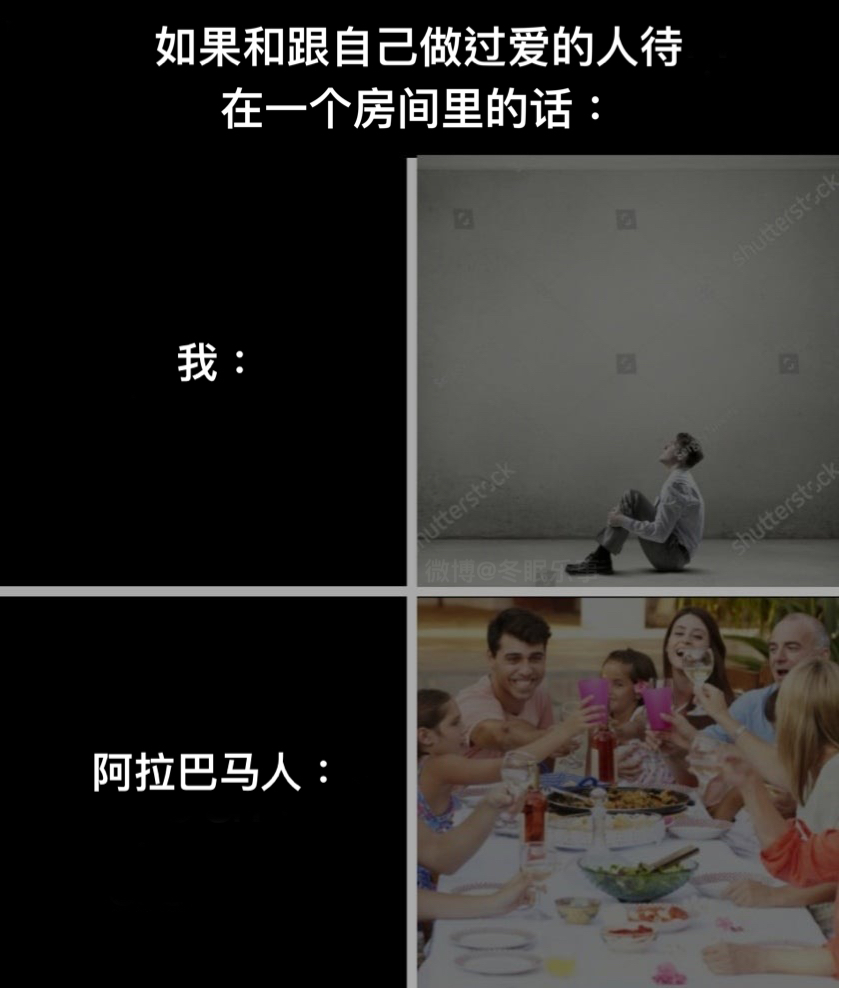 如果和跟自己做过爱的人待
在一个房间里的话：
我：
shutterstock
shutterstock
shutterstock
微博@冬眠乐
阿拉巴马人：